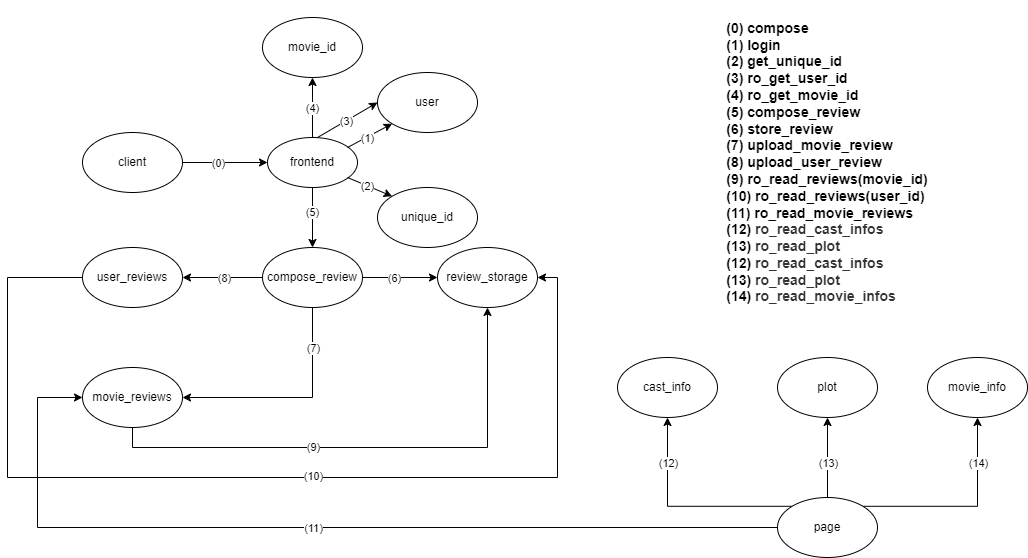 movie_id
(0) compose
(1) login
(2) get_unique_id
(3) ro_get_user_id
(4) ro_get_movie_id
(5) compose_review
(6) store_review
(7) upload_movie_review
(8) upload_user_review
(9) ro_read_reviews(movie_id)
(10) ro_read_reviews(user_id)
(11) ro_read_movie_reviews
(12) ro_read_cast_infos
(13) ro_read_plot
(12) ro_read_cast_infos
(13) ro_read_plot
(14) ro_read_movie_infos
user
(4)
(3)
(1)
client
(0)
frontend
(2)
(5)
unique_id
user_reviews
(8)
compose_review
(6)
review_storage
(7)
movie_reviews
cast_info
plot
movie_info
(9)
(12)
(13)
(14)
(10)
(11)
page